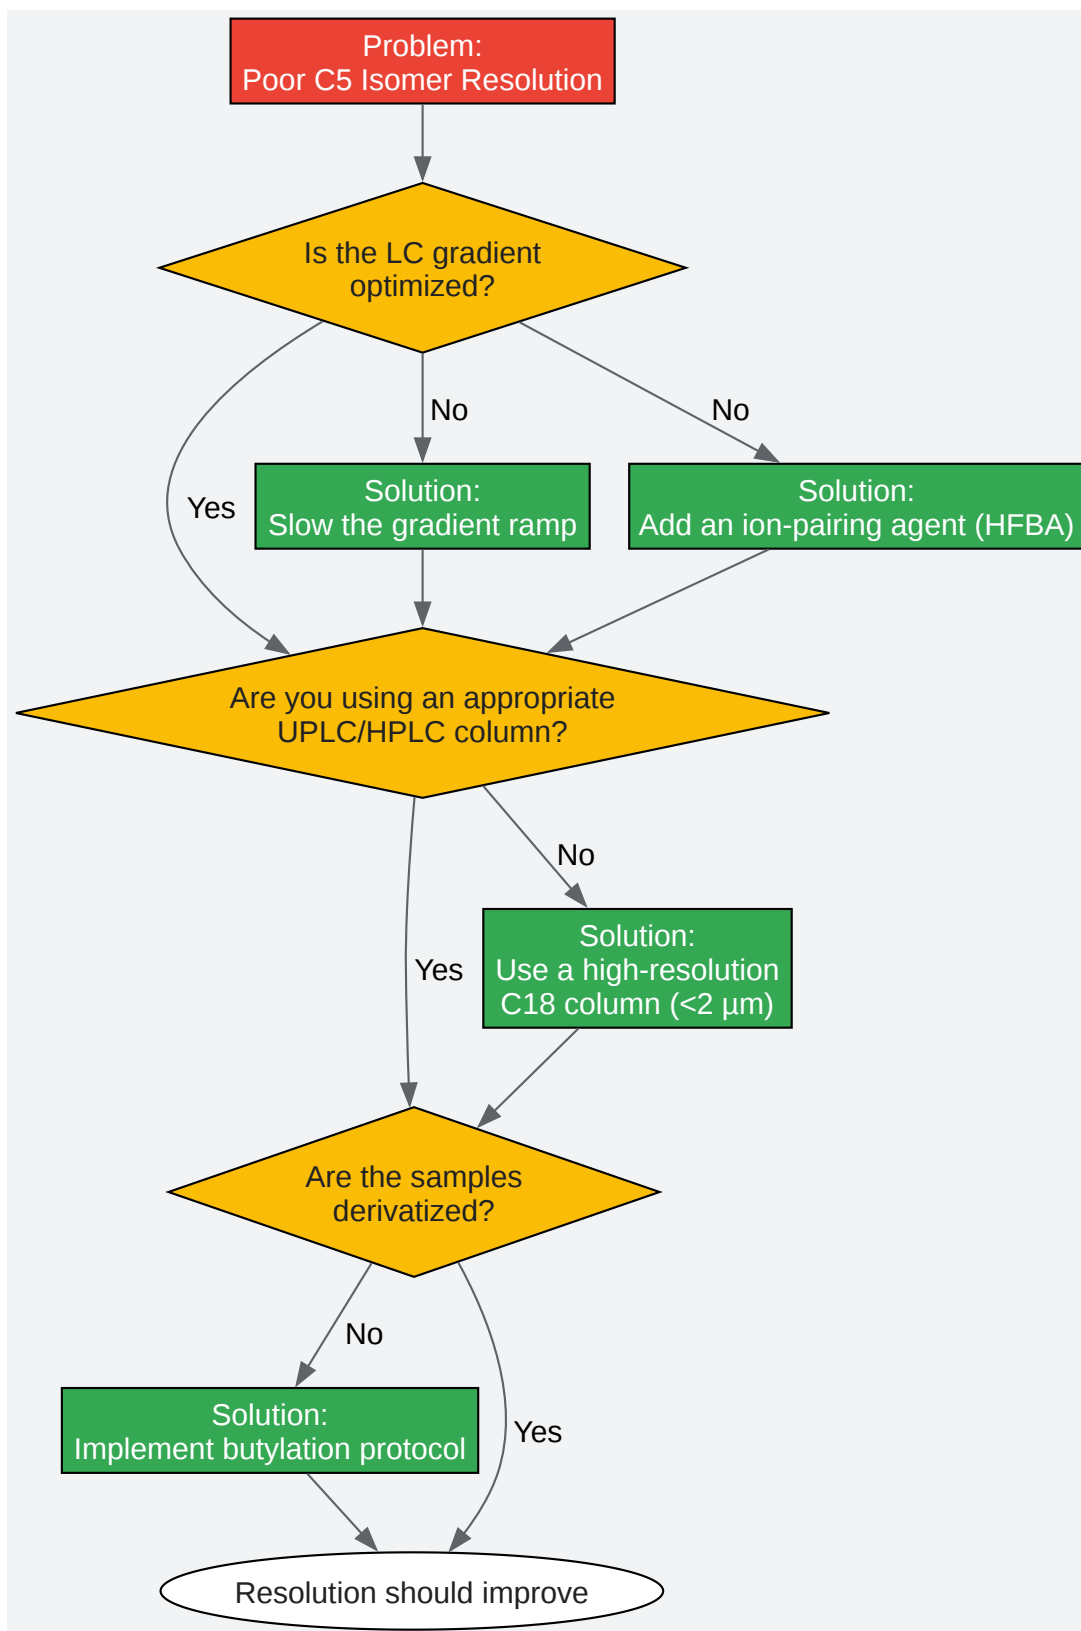 Problem:
Poor C5 Isomer Resolution
Is the LC gradient
optimized?
No
No
Yes
Solution:
Slow the gradient ramp
Solution:
Add an ion-pairing agent (HFBA)
Are you using an appropriate
UPLC/HPLC column?
No
Yes
Solution:
Use a high-resolution
C18 column (<2 µm)
Are the samples
derivatized?
No
Yes
Solution:
Implement butylation protocol
Resolution should improve